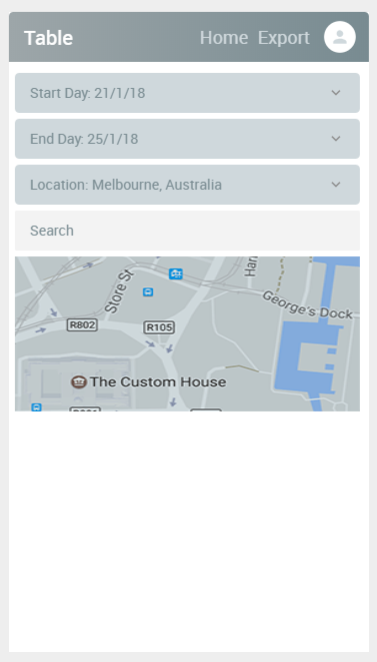 Table Home Export
Start Day: 21/1/18
End Day: 25/1/18
Location: Melbourne, Australia
Search
Store St
George's Dock
R802
R105
The Custom House